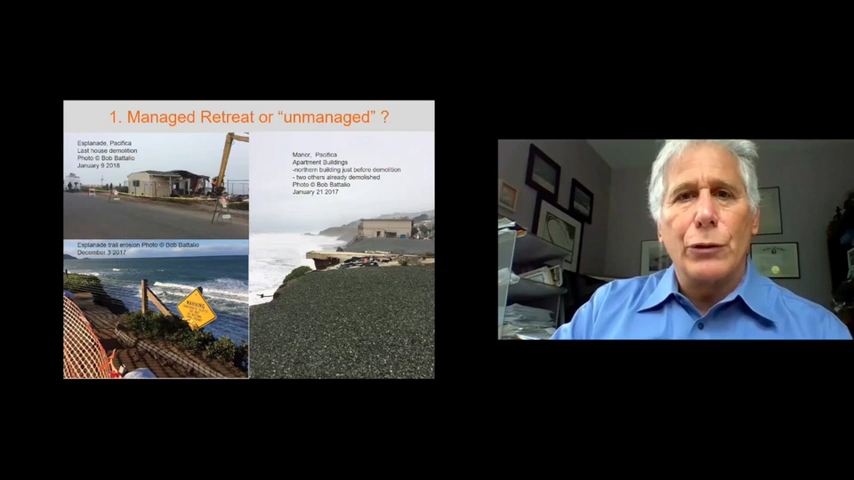 1. Managed Retreat or "unmanaged" ?
Esplanade, Pacifica
Last house demolition
Photo © Bob Battalio
January 9 2018
Manor, Pacifica
Apartment Buildings
-northern building just before demolition
- two others already demolished
Photo © Bob Battalio
January 21 2017
Esplanade trail erosion Photo © Bob Battalio
December 3 2017
WARNING